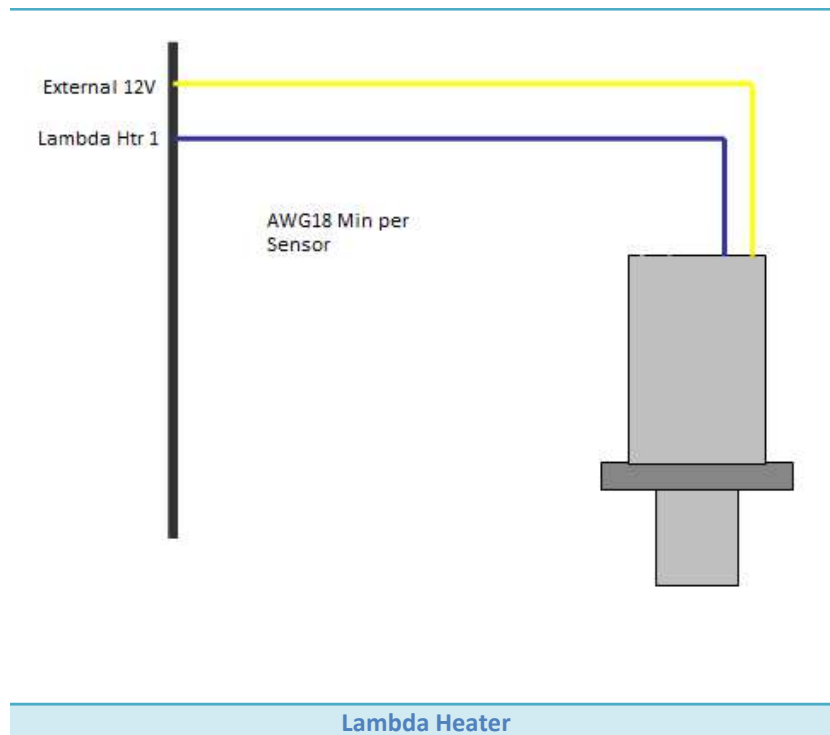 External 12V
Lambda Htr 1
AWG18 Min per
Sensor
Lambda Heater